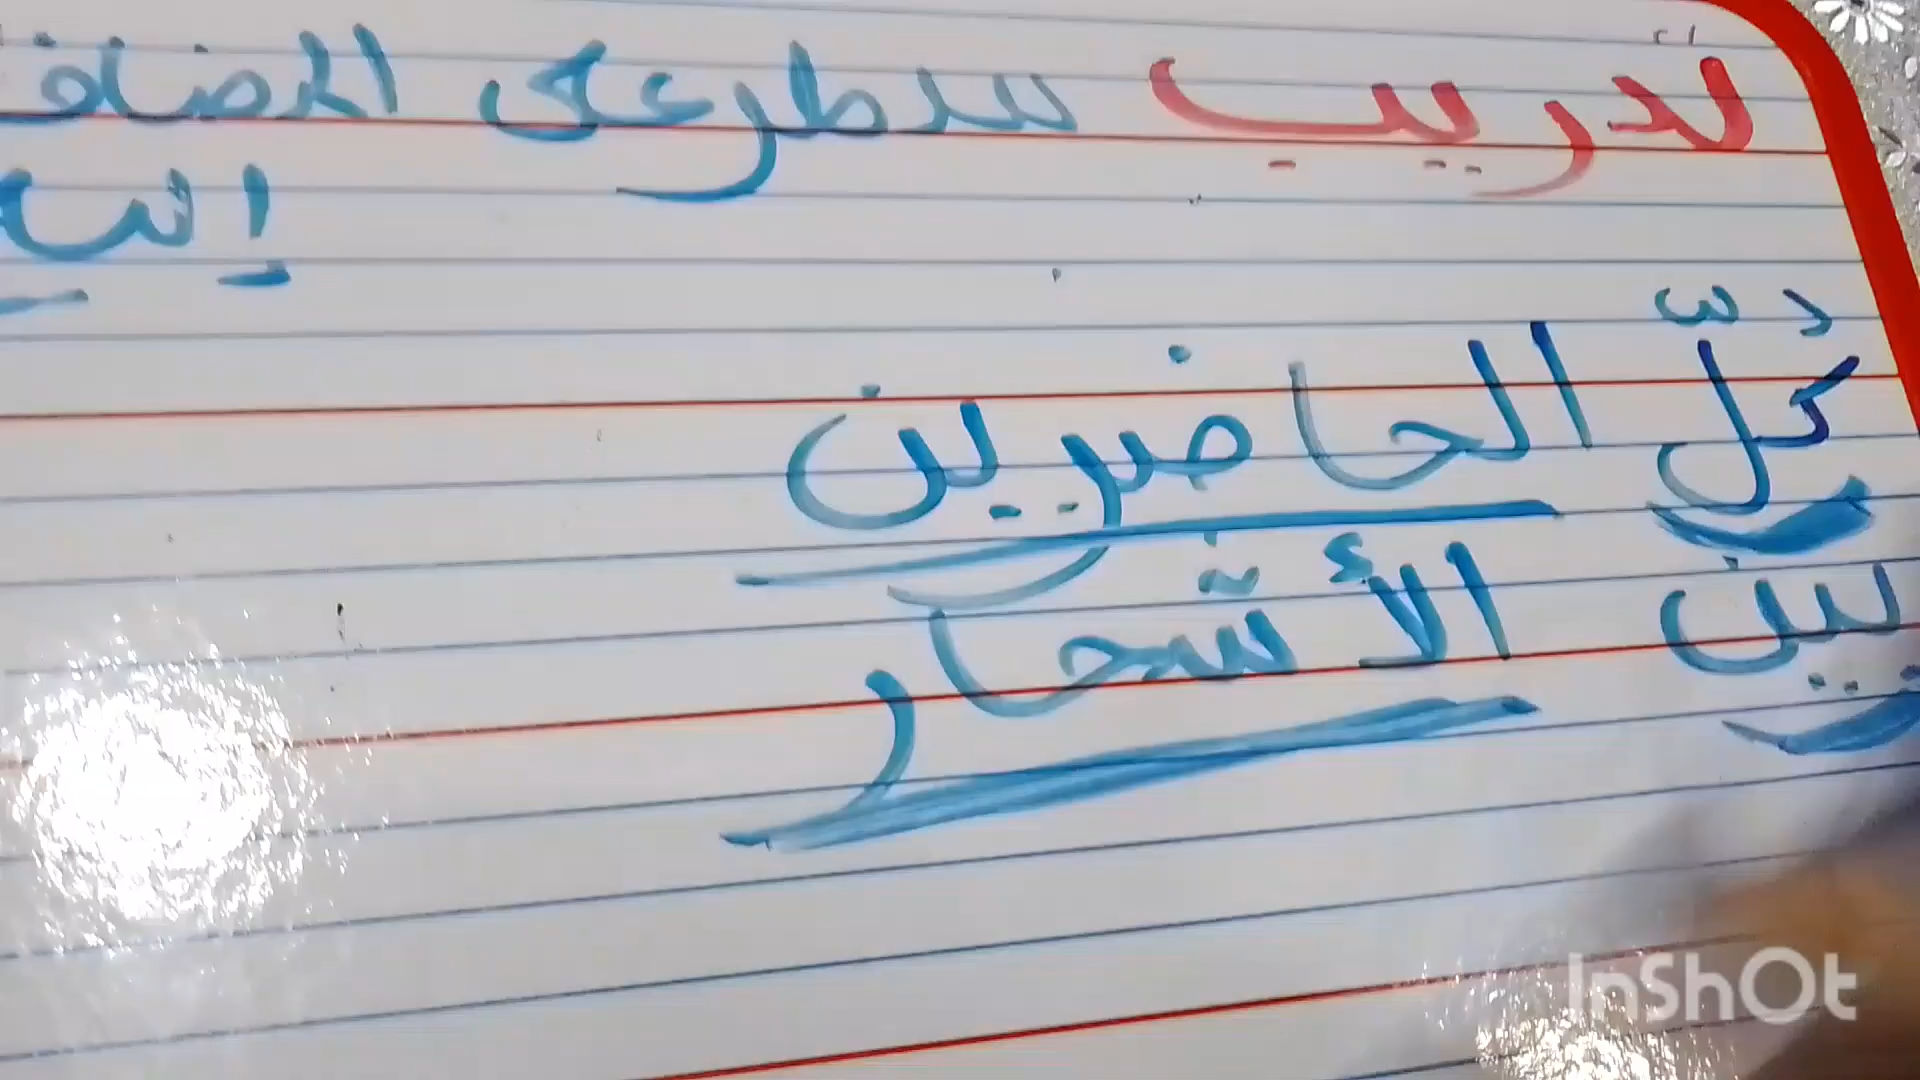 تدريب سطر على المضاف
إليه
كلّ الحاضرين
بين الأشجار
InShOt